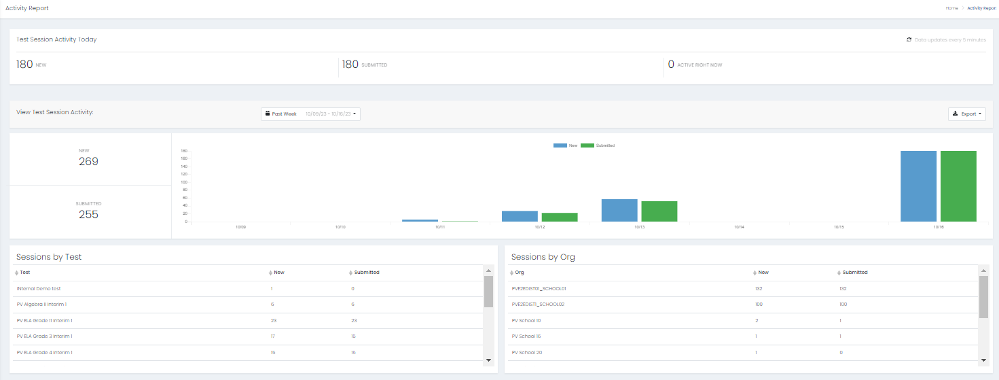 Activity Report
Home > Activity Report
Test Session Activity Today
Data updates every 5 minutes
180 NEW
180 SUBMITTED
0 ACTIVE RIGHT NOW
View Test Session Activity:
Past Week 10/09/23 - 10/16/23
Export
NEW
269
SUBMITTED
255
New Submitted
180
160
140
120
100
80
60
40
20
0
10/09 10/10 10/11 10/12 10/13 10/14 10/15 10/16
Sessions by Test
Test New Submitted
INternal Demo test 1 0
PV Algebra II Interim 1 6 6
PV ELA Grade 11 Interim 1 23 23
PV ELA Grade 3 Interim 1 17 15
PV ELA Grade 4 Interim 1 15 15
Sessions by Org
Org New Submitted
PVE2EDIST01_SCHOOL01 132 132
PVE2EDIST1_SCHOOL02 100 100
PV School 10 2 1
PV School 16 1 1
PV School 20 1 0